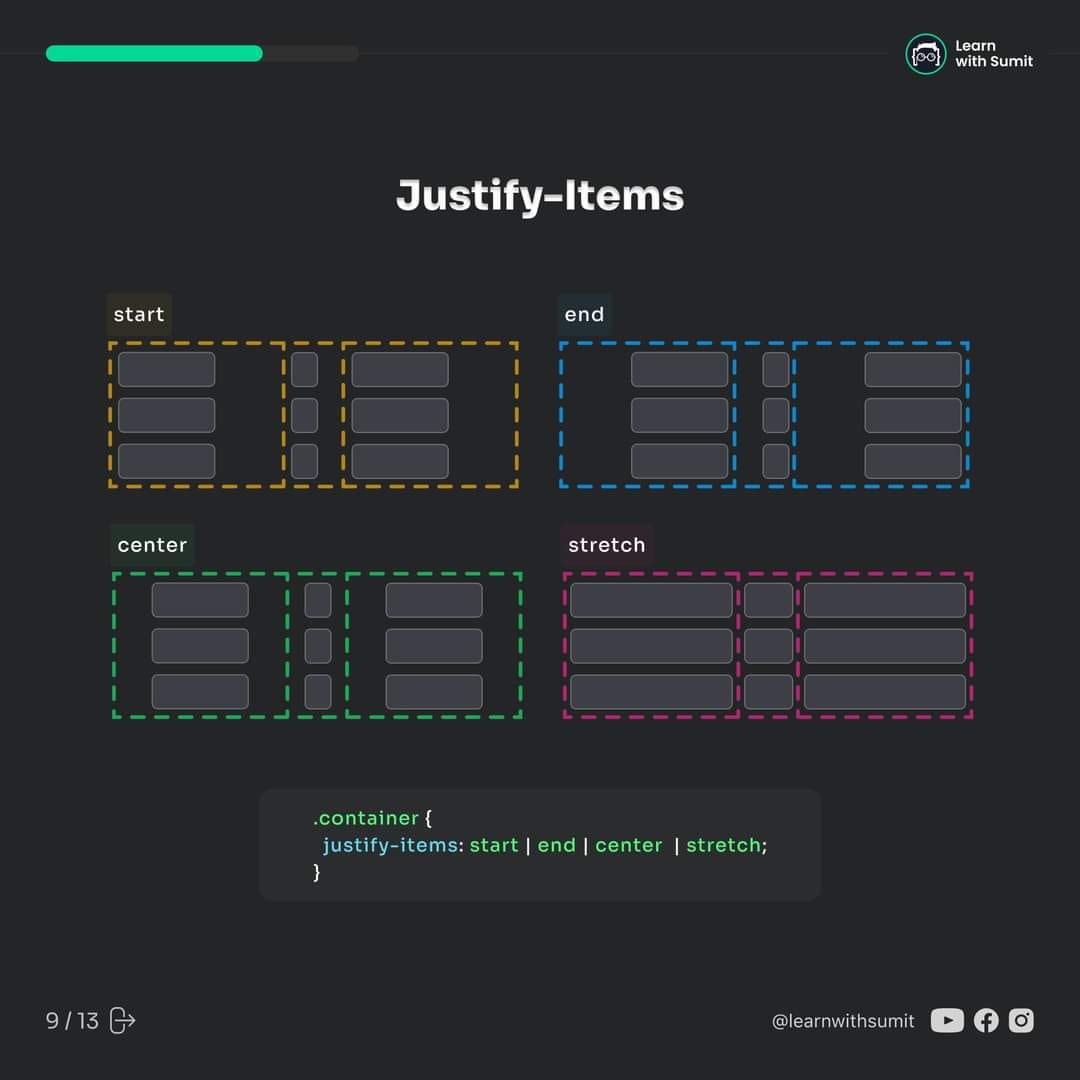 Learn
with Sumit
Justify-Items
start
end
center
stretch
.container {
justify-items: start | end | center | stretch;
}
9 / 13
@learnwithsumit